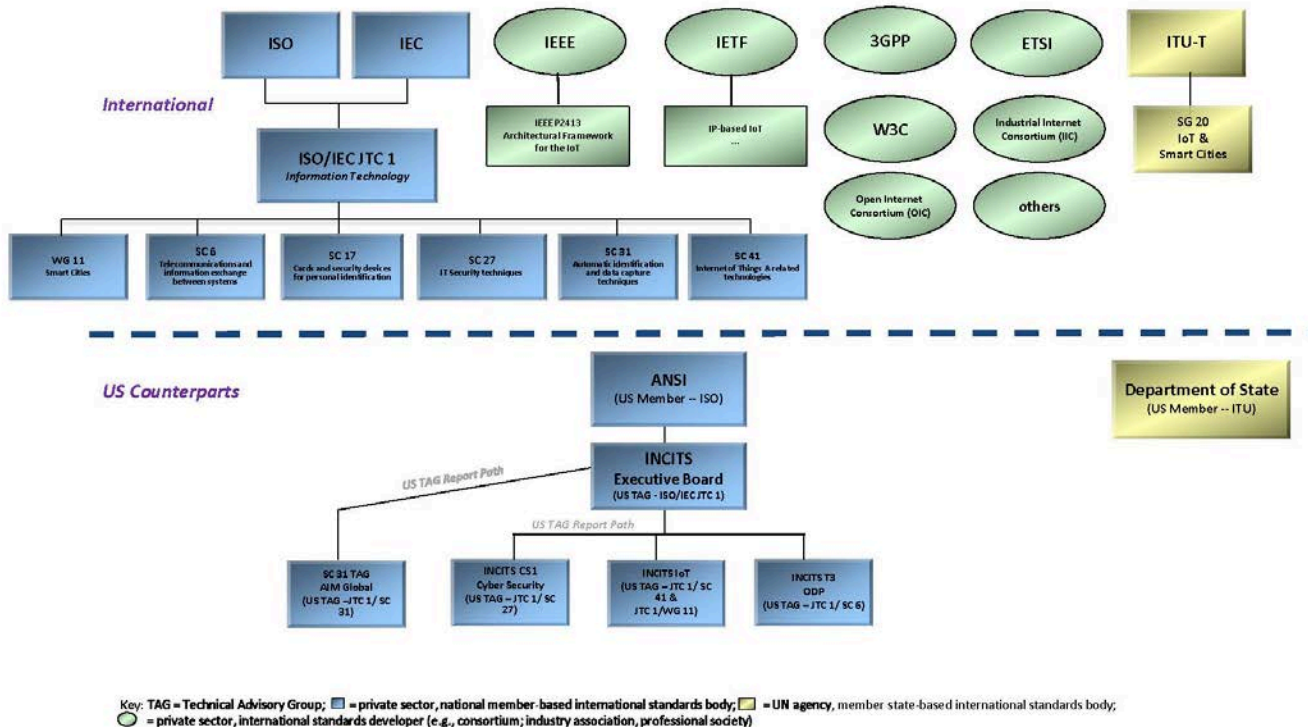 ISO
IEC
IEEE
IETF
3GPP
ETSI
ITU-T
International
IEEE P2413
Architectural Framework
for the IoT
IP-based IoT
...
W3C
Industrial Internet
Consortium (IIC)
SG 20
IoT &
Smart Cities
ISO/IEC JTC 1
Information Technology
Open Internet
Consortium (OIC)
others
WG 11
Smart Cities
SC 6
Telecommunications and
information exchange
between systems
SC 17
Cards and security devices
for personal identification
SC 27
IT Security techniques
SC 31
Automatic identification
and data capture
techniques
SC 41
Internet of Things & related
technologies
US Counterparts
ANSI
(US Member -- ISO)
Department of State
(US Member -- ITU)
INCITS
Executive Board
(US TAG - ISO/IEC JTC 1)
US TAG Report Path
US TAG Report Path
SC 31 TAG
AIM Global
(US TAG –JTC 1/ SC
31)
INCITS CS1
Cyber Security
(US TAG – JTC 1/ SC
27)
INCITS IoT
(US TAG – JTC 1/ SC
41 &
JTC 1/WG 11)
INCITS T3
ODP
(US TAG – JTC 1/ SC 6)
Key: TAG = Technical Advisory Group; = private sector, national member-based international standards body; = UN agency, member state-based international standards body;
= private sector, international standards developer (e.g., consortium; industry association, professional society)